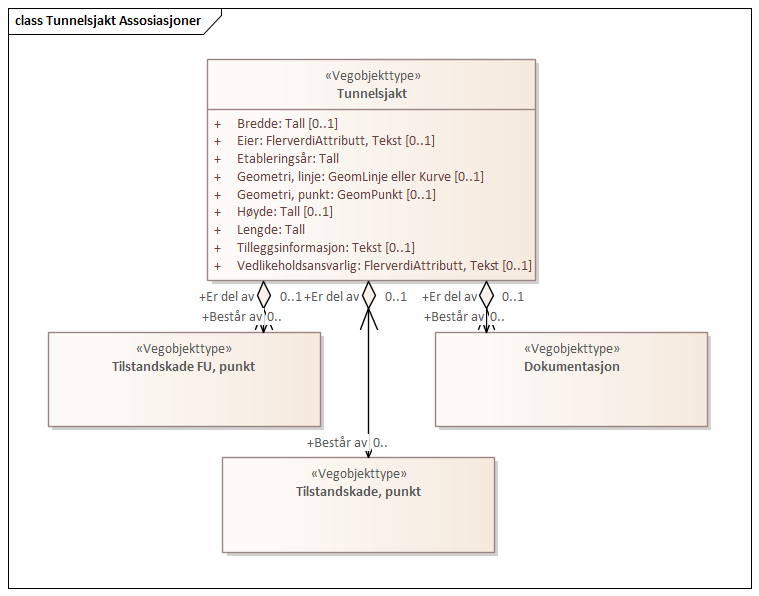 class Tunnelsjakt Assosiasjoner
«Vegobjekttype»
Tunnelsjakt
+ Bredde: Tall [0..1]
+ Eier: FlerverdiAttributt, Tekst [0..1]
+ Etableringsår: Tall
+ Geometri, linje: GeomLinje eller Kurve [0..1]
+ Geometri, punkt: GeomPunkt [0..1]
+ Høyde: Tall [0..1]
+ Lengde: Tall
+ Tilleggsinformasjon: Tekst [0..1]
+ Vedlikeholdsansvarlig: FlerverdiAttributt, Tekst [0..1]
+Er del av 0..1 +Er del av 0..1 +Er del av 0..1
+Består av 0.. +Består av 0..
«Vegobjekttype» «Vegobjekttype»
Tilstandskade FU, punkt Dokumentasjon
+Består av 0..
«Vegobjekttype»
Tilstandskade, punkt